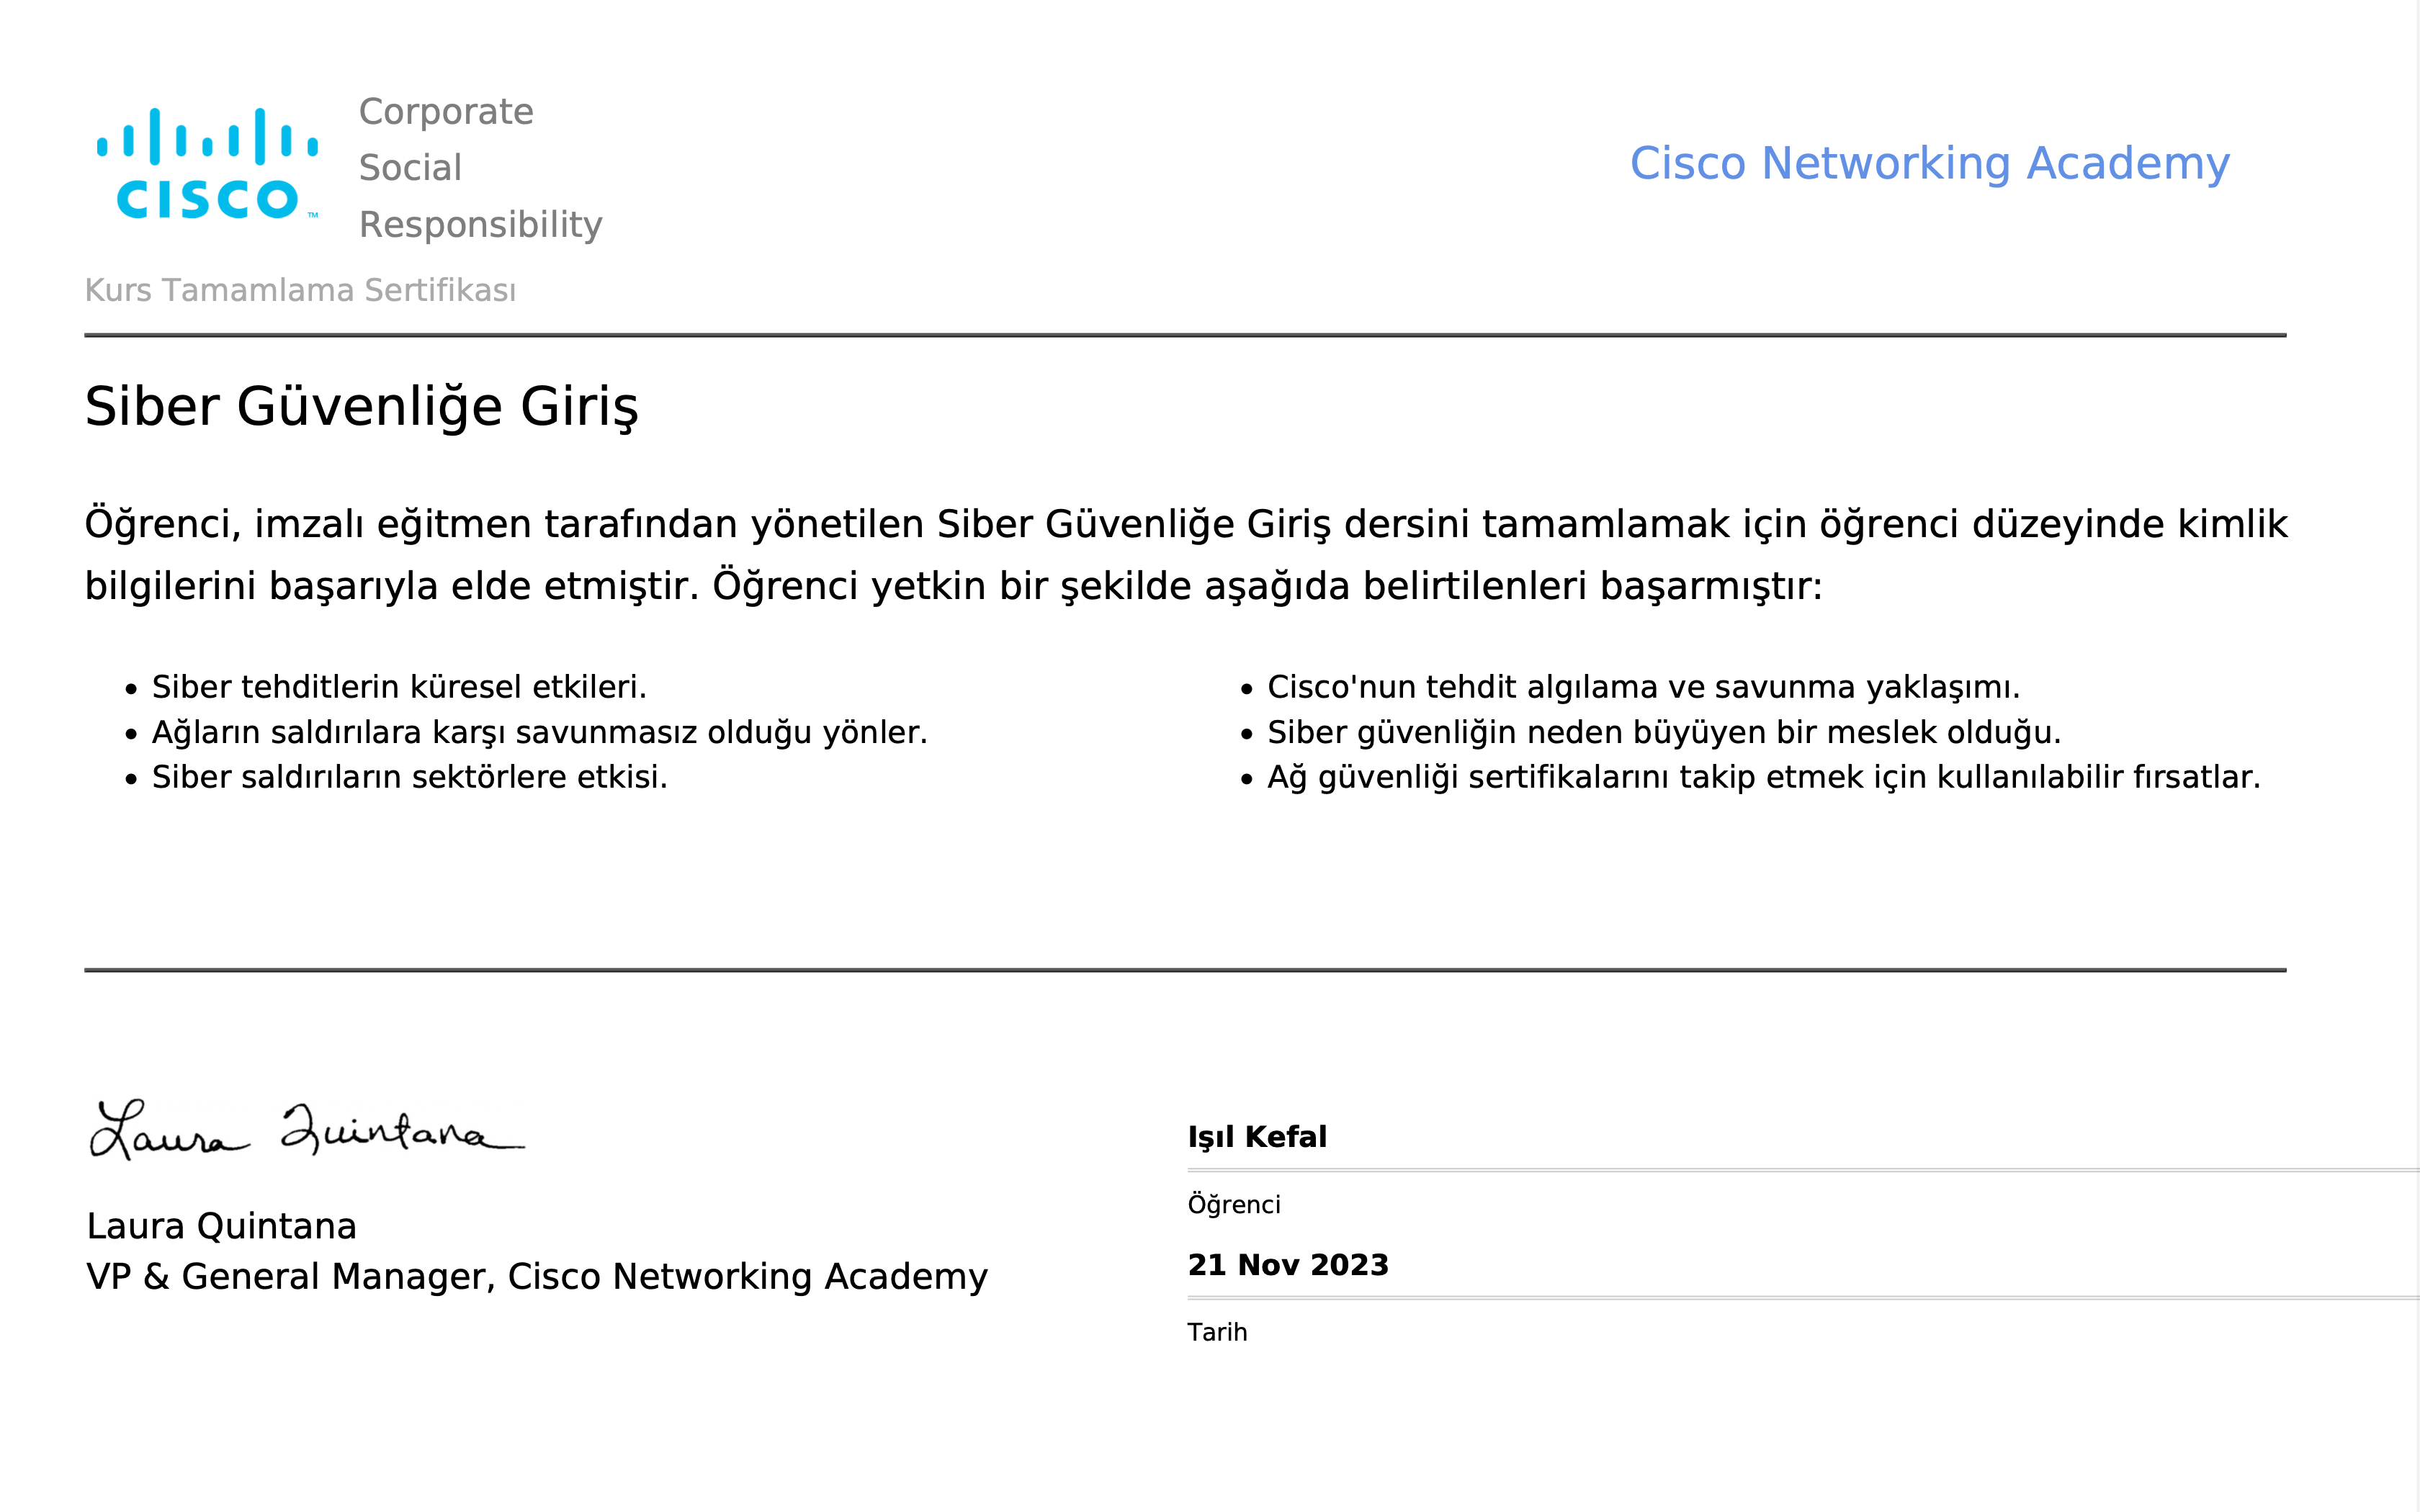 Corporate
Social
Responsibility
CISCO™
Cisco Networking Academy
Kurs Tamamlama Sertifikası
Siber Güvenliğe Giriş
Öğrenci, imzalı eğitmen tarafından yönetilen Siber Güvenliğe Giriş dersini tamamlamak için öğrenci düzeyinde kimlik
bilgilerini başarıyla elde etmiştir. Öğrenci yetkin bir şekilde aşağıda belirtilenleri başarmıştır:
• Siber tehditlerin küresel etkileri.
• Ağların saldırılara karşı savunmasız olduğu yönler.
• Siber saldırıların sektörlere etkisi.
• Cisco'nun tehdit algılama ve savunma yaklaşımı.
• Siber güvenliğin neden büyüyen bir meslek olduğu.
• Ağ güvenliği sertifikalarını takip etmek için kullanılabilir fırsatlar.
Laura Quintana
Laura Quintana
VP & General Manager, Cisco Networking Academy
Işıl Kefal
Öğrenci
21 Nov 2023
Tarih